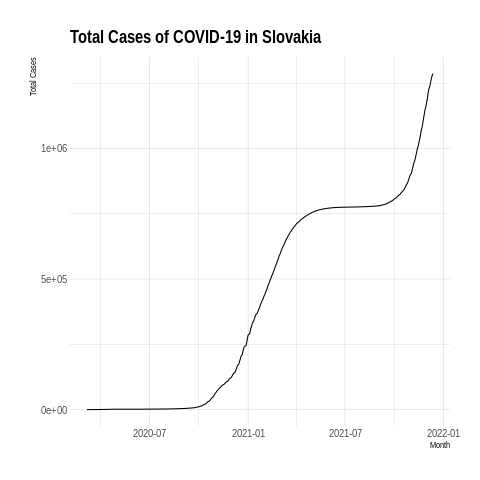 Total Cases of COVID-19 in Slovakia
Total Cases
1e+06
5e+05
0e+00
2020-07 2021-01 2021-07 2022-01
Month